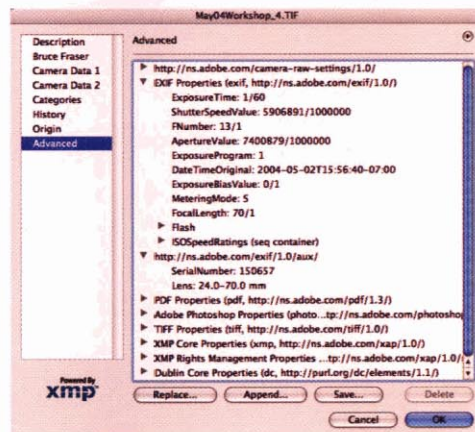 May04Workshop_4.TIF
Description
Bruce Fraser
Camera Data 1
Camera Data 2
Categories
History
Origin
Advanced
Powered By
xmp
Advanced
http://ns.adobe.com/camera-raw-settings/1.0/
EXIF Properties (exif, http://ns.adobe.com/exif/1.0/)
ExposureTime: 1/60
ShutterSpeedValue: 5906891/1000000
FNumber: 13/1
ApertureValue: 7400879/1000000
ExposureProgram: 1
DateTimeOriginal: 2004-05-02T15:56:40-07:00
ExposureBiasValue: 0/1
MeteringMode: 5
FocalLength: 70/1
Flash
ISOSpeedRatings (seq container)
http://ns.adobe.com/exif/1.0/aux/
SerialNumber: 150657
Lens: 24.0-70.0 mm
PDF Properties (pdf, http://ns.adobe.com/pdf/1.3/)
Adobe Photoshop Properties (photo...tp://ns.adobe.com/photoshop
TIFF Properties (tiff, http://ns.adobe.com/tiff/1.0/)
XMP Core Properties (xmp, http://ns.adobe.com/xap/1.0/)
XMP Rights Management Properties ...tp://ns.adobe.com/xap/1.0/
Dublin Core Properties (dc, http://purl.org/dc/elements/1.1/)
Replace... Append... Save... Delete
Cancel OK